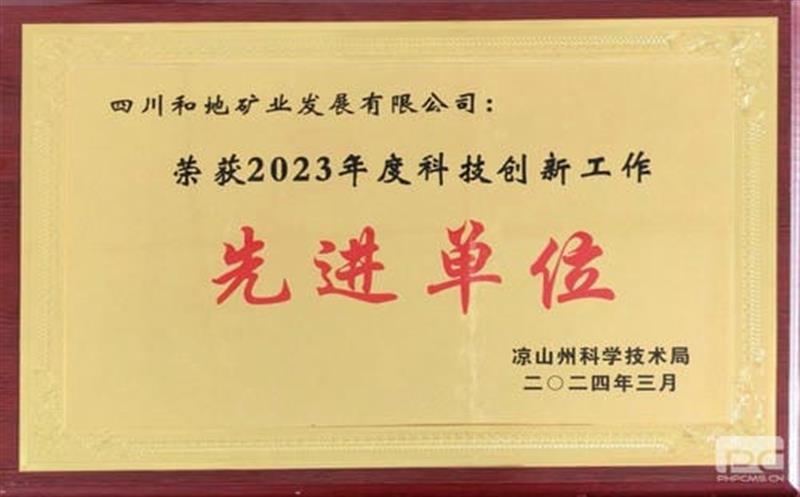 四川和地矿业发展有限公司：
荣获2023年度科技创新工作
先进单位
凉山州科学技术局
二〇二四年三月
PHPCMS.CN